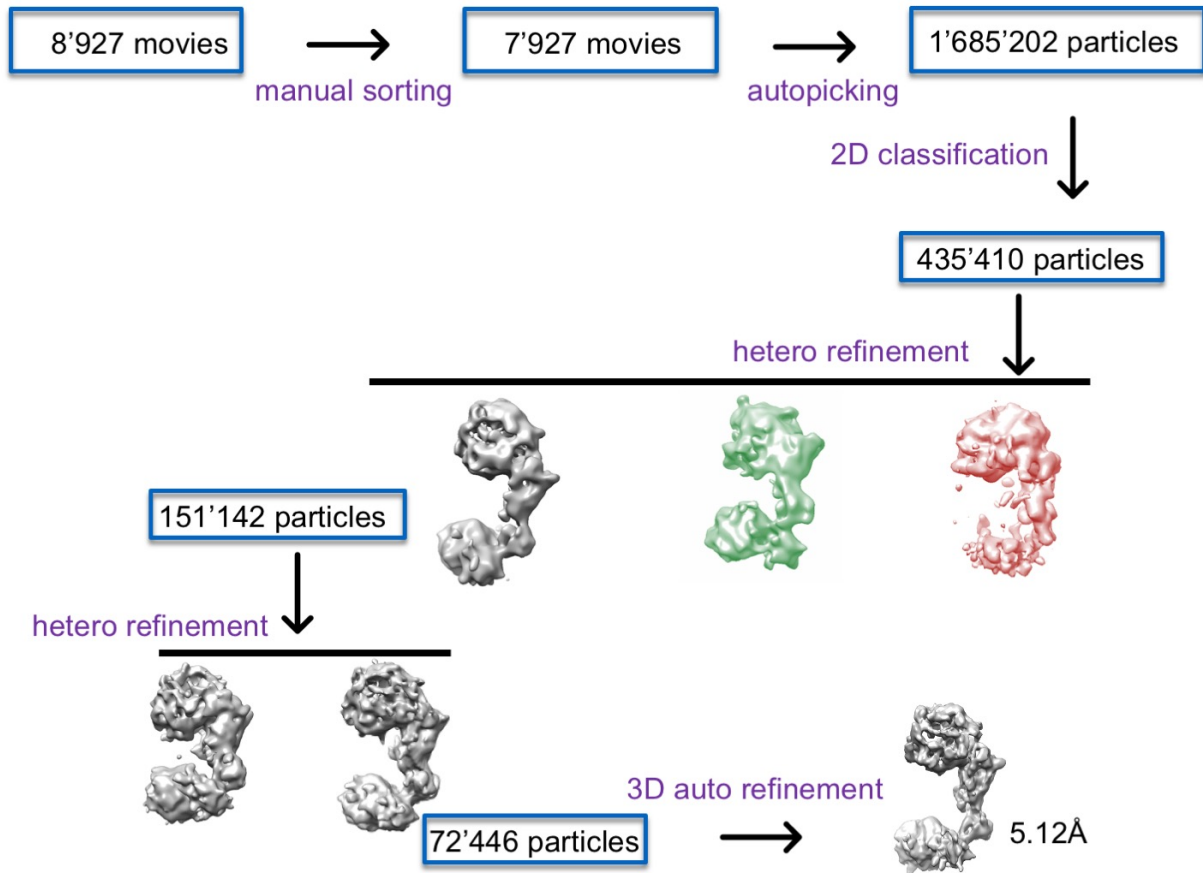 8’927 movies
7’927 movies
1’685’202 particles
manual sorting
autopicking
2D classification
435’410 particles
hetero refinement
151’142 particles
hetero refinement
3D auto refinement
72’446 particles
5.12Å